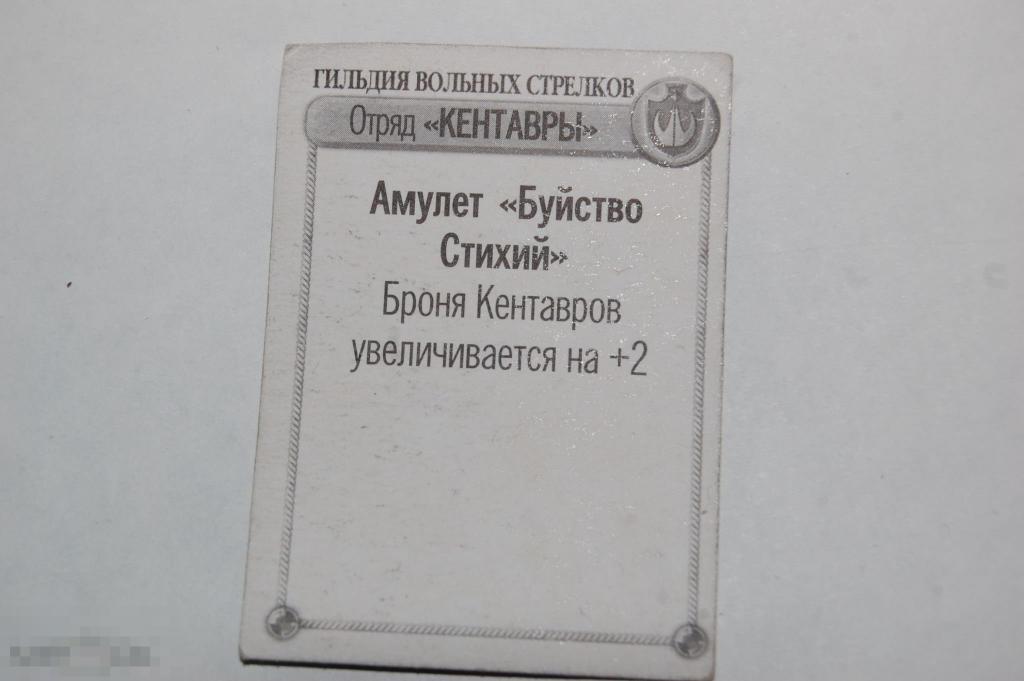 ГИЛЬДИЯ ВОЛЬНЫХ СТРЕЛКОВ
Отряд «КЕНТАВРЫ»
Амулет «Буйство
Стихий»
Броня Кентавров
увеличивается на +2